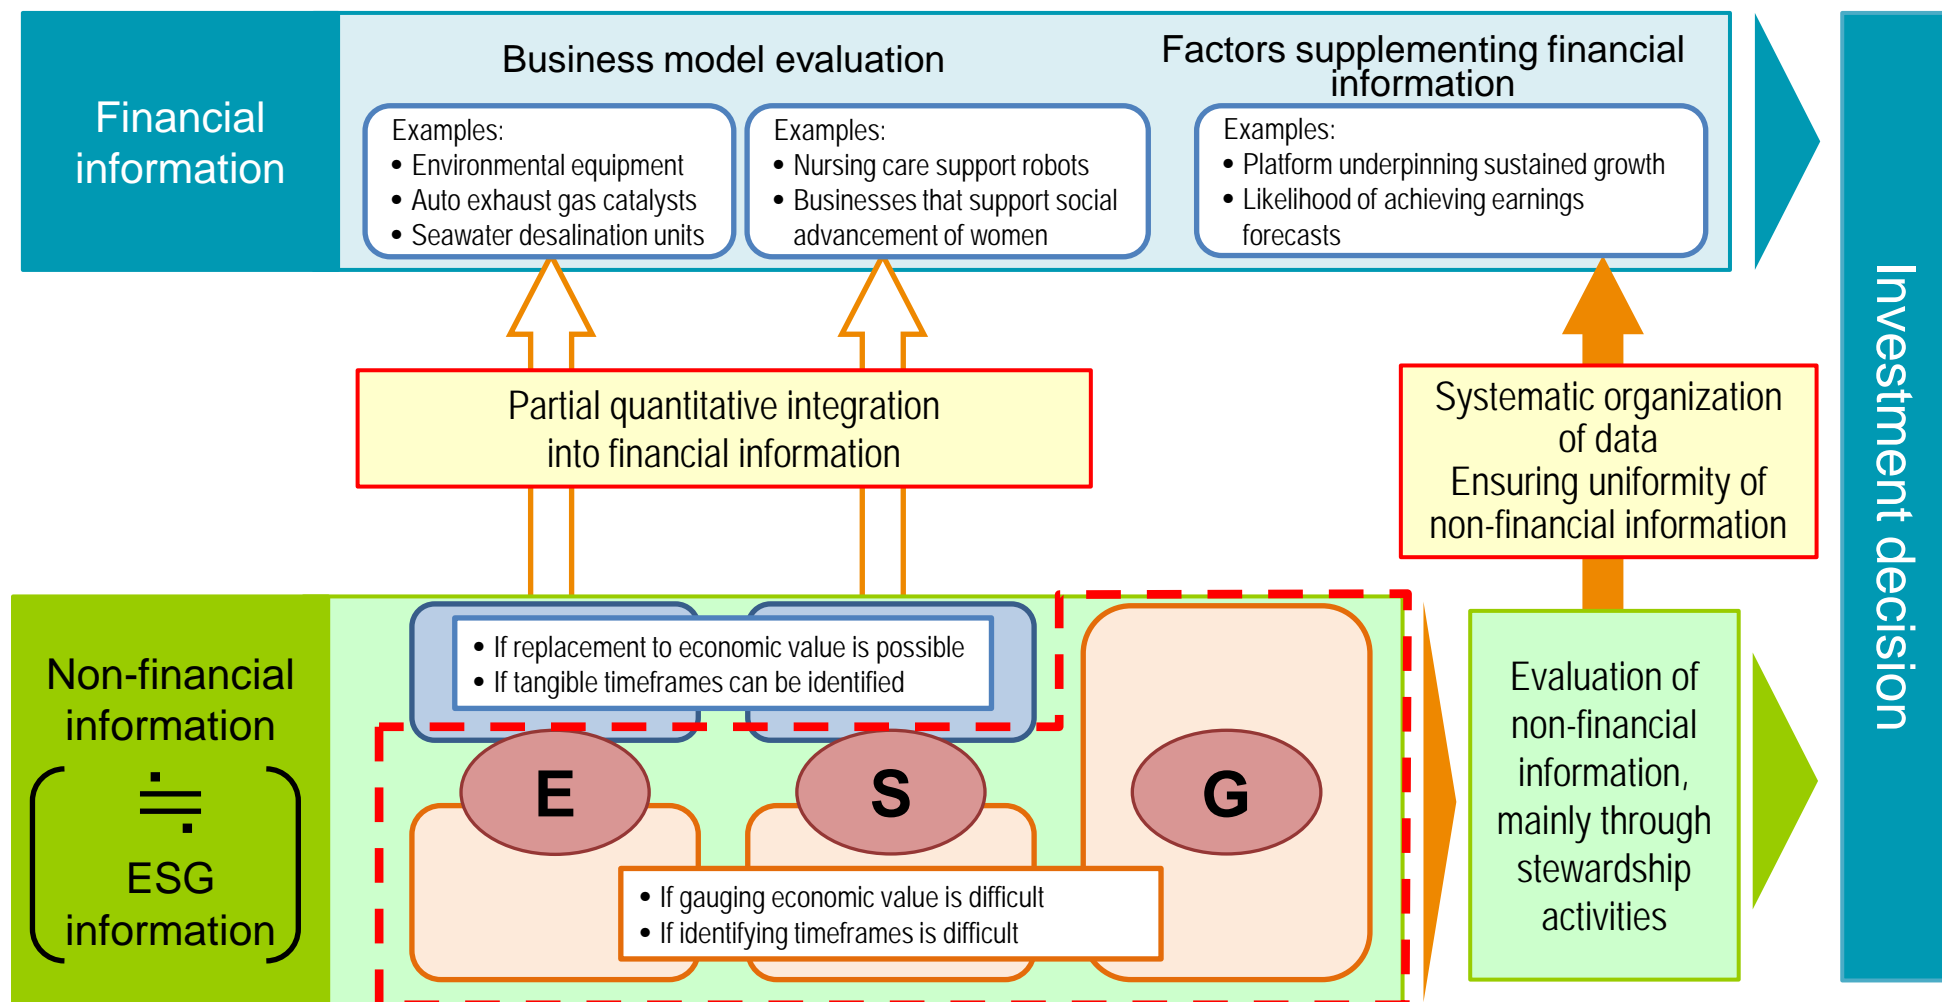 Financial
information
Business model evaluation
Examples:
• Environmental equipment
• Auto exhaust gas catalysts
• Seawater desalination units
Examples:
• Nursing care support robots
• Businesses that support social
advancement of women
Factors supplementing financial
information
Examples:
• Platform underpinning sustained growth
• Likelihood of achieving earnings
forecasts
Partial quantitative integration
into financial information
Systematic organization
of data
Ensuring uniformity of
non-financial information
Investment decision
Non-financial
information
≒
ESG
information
• If replacement to economic value is possible
• If tangible timeframes can be identified
E
S
G
• If gauging economic value is difficult
• If identifying timeframes is difficult
Evaluation of
non-financial
information,
mainly through
stewardship
activities